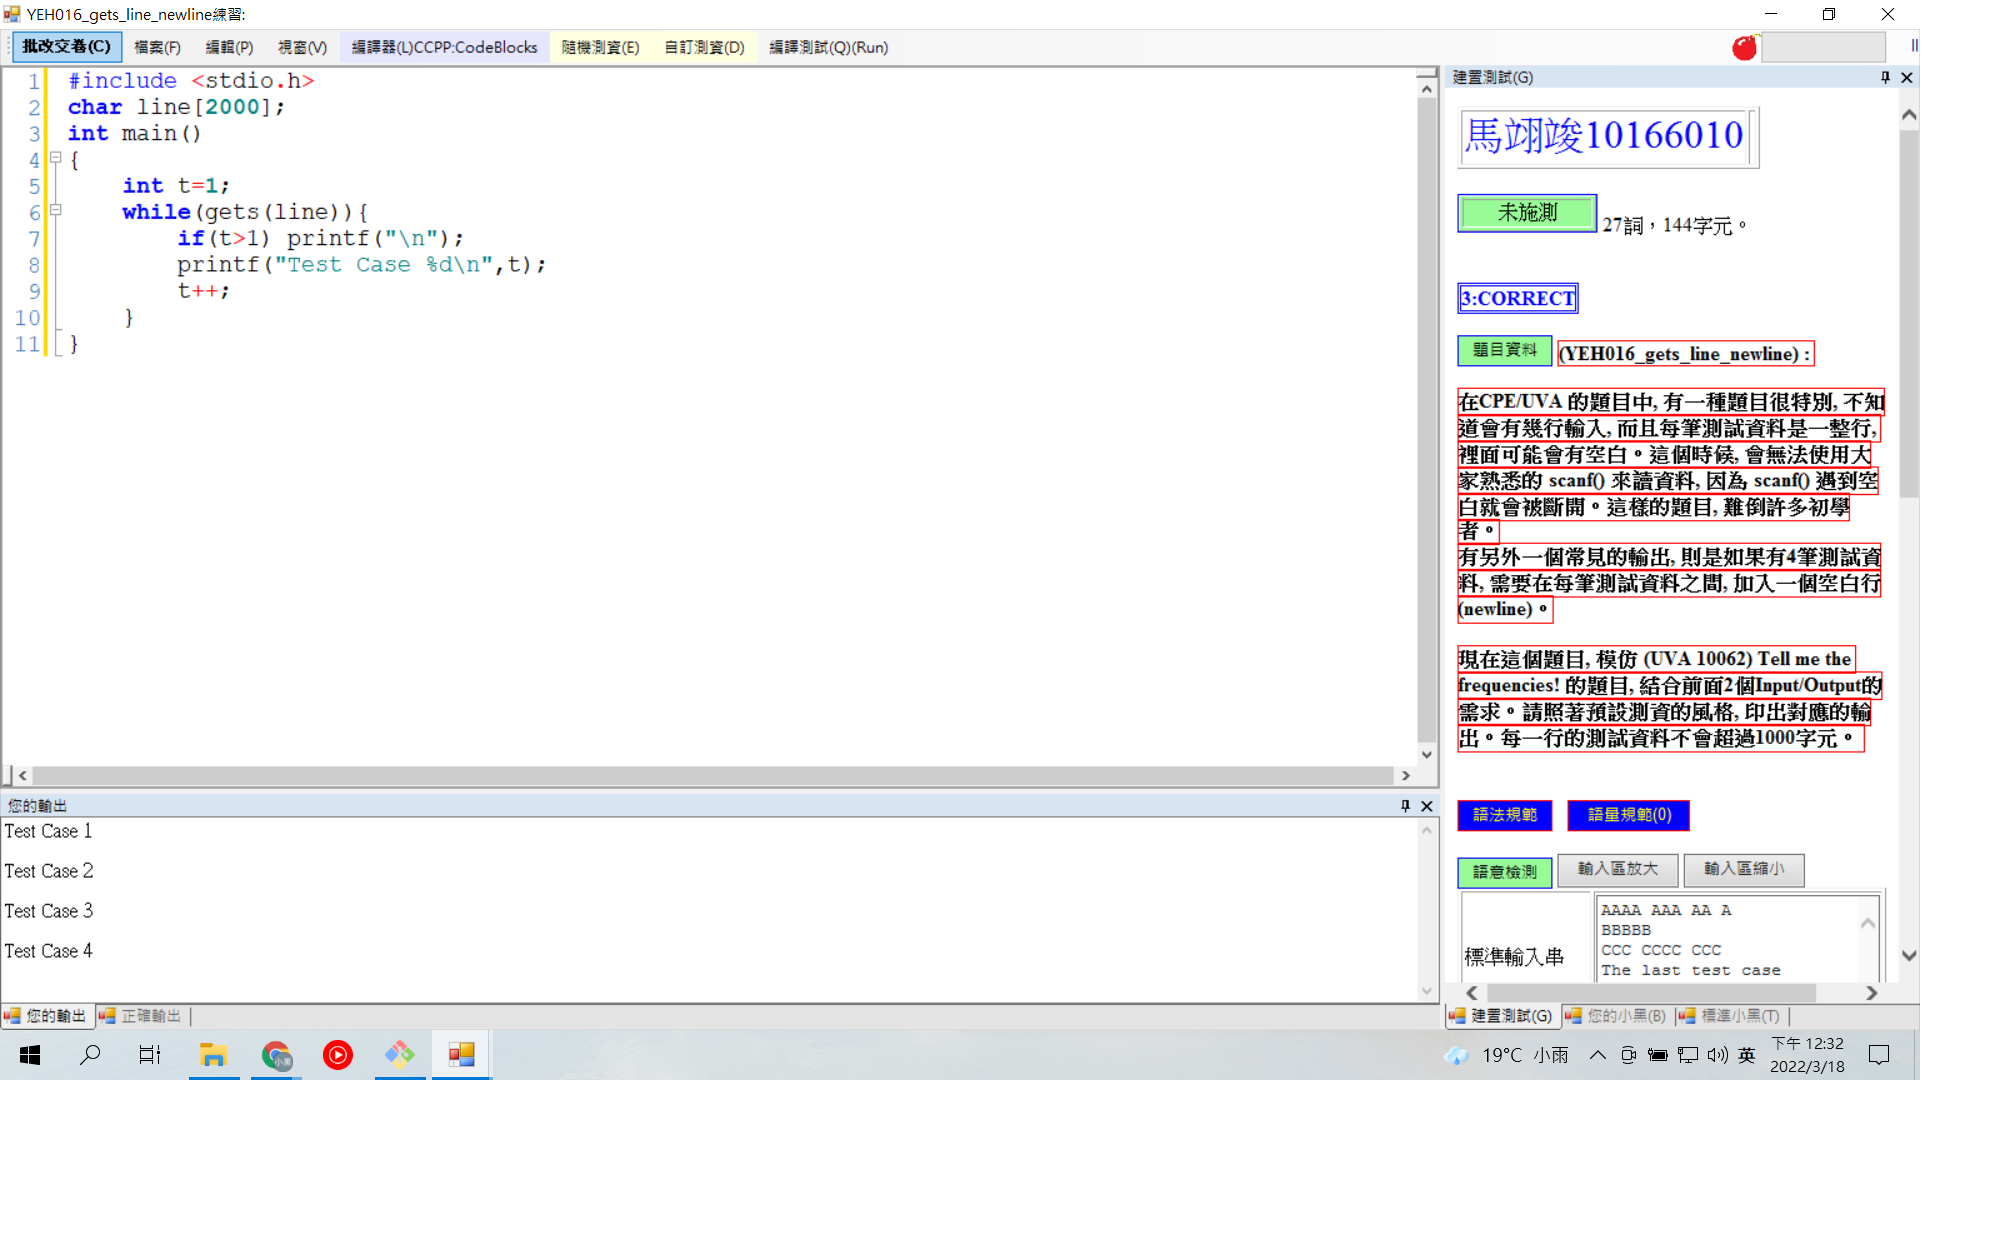 YEH016_gets_line_newline練習:
批改交卷(C) 檔案(F) 編輯(P) 視窗(V) 編譯器(L)CCPP:CodeBlocks 隨機測資(E) 自訂測資(D) 編譯測試(Q)(Run)
1 #include <stdio.h>
2 char line[2000];
3 int main()
4 {
5 int t=1;
6 while(gets(line)){
7 if(t>1) printf("\n");
8 printf("Test Case %d\n",t);
9 t++;
10 }
11 }
您的輸出
Test Case 1
Test Case 2
Test Case 3
Test Case 4
您的輸出 正確輸出
建置測試(G)
馬翊竣10166010
未施測 27詞，144字元。
3:CORRECT
題目資料 (YEH016_gets_line_newline) :
在CPE/UVA 的題目中, 有一種題目很特別, 不知
道會有幾行輸入, 而且每筆測試資料是一整行,
裡面可能會有空白。這個時候, 會無法使用大
家熟悉的 scanf() 來讀資料, 因為 scanf() 遇到空
白就會被斷開。這樣的題目, 難倒許多初學
者。
有另外一個常見的輸出, 則是如果有4筆測試資
料, 需要在每筆測試資料之間, 加入一個空白行
(newline)。
現在這個題目, 模仿 (UVA 10062) Tell me the
frequencies! 的題目, 結合前面2個Input/Output的
需求。請照著預設測資的風格, 印出對應的輸
出。每一行的測試資料不會超過1000字元。
語法規範 語量規範(0)
語意檢測 輸入區放大 輸入區縮小
標準輸入串
AAAA AAA AA A
BBBBB
CCC CCCC CCC
The last test case
建置測試(G) 您的小黑(B) 標準小黑(T)
小黑
19°C 小雨 英 下午 12:32
2022/3/18